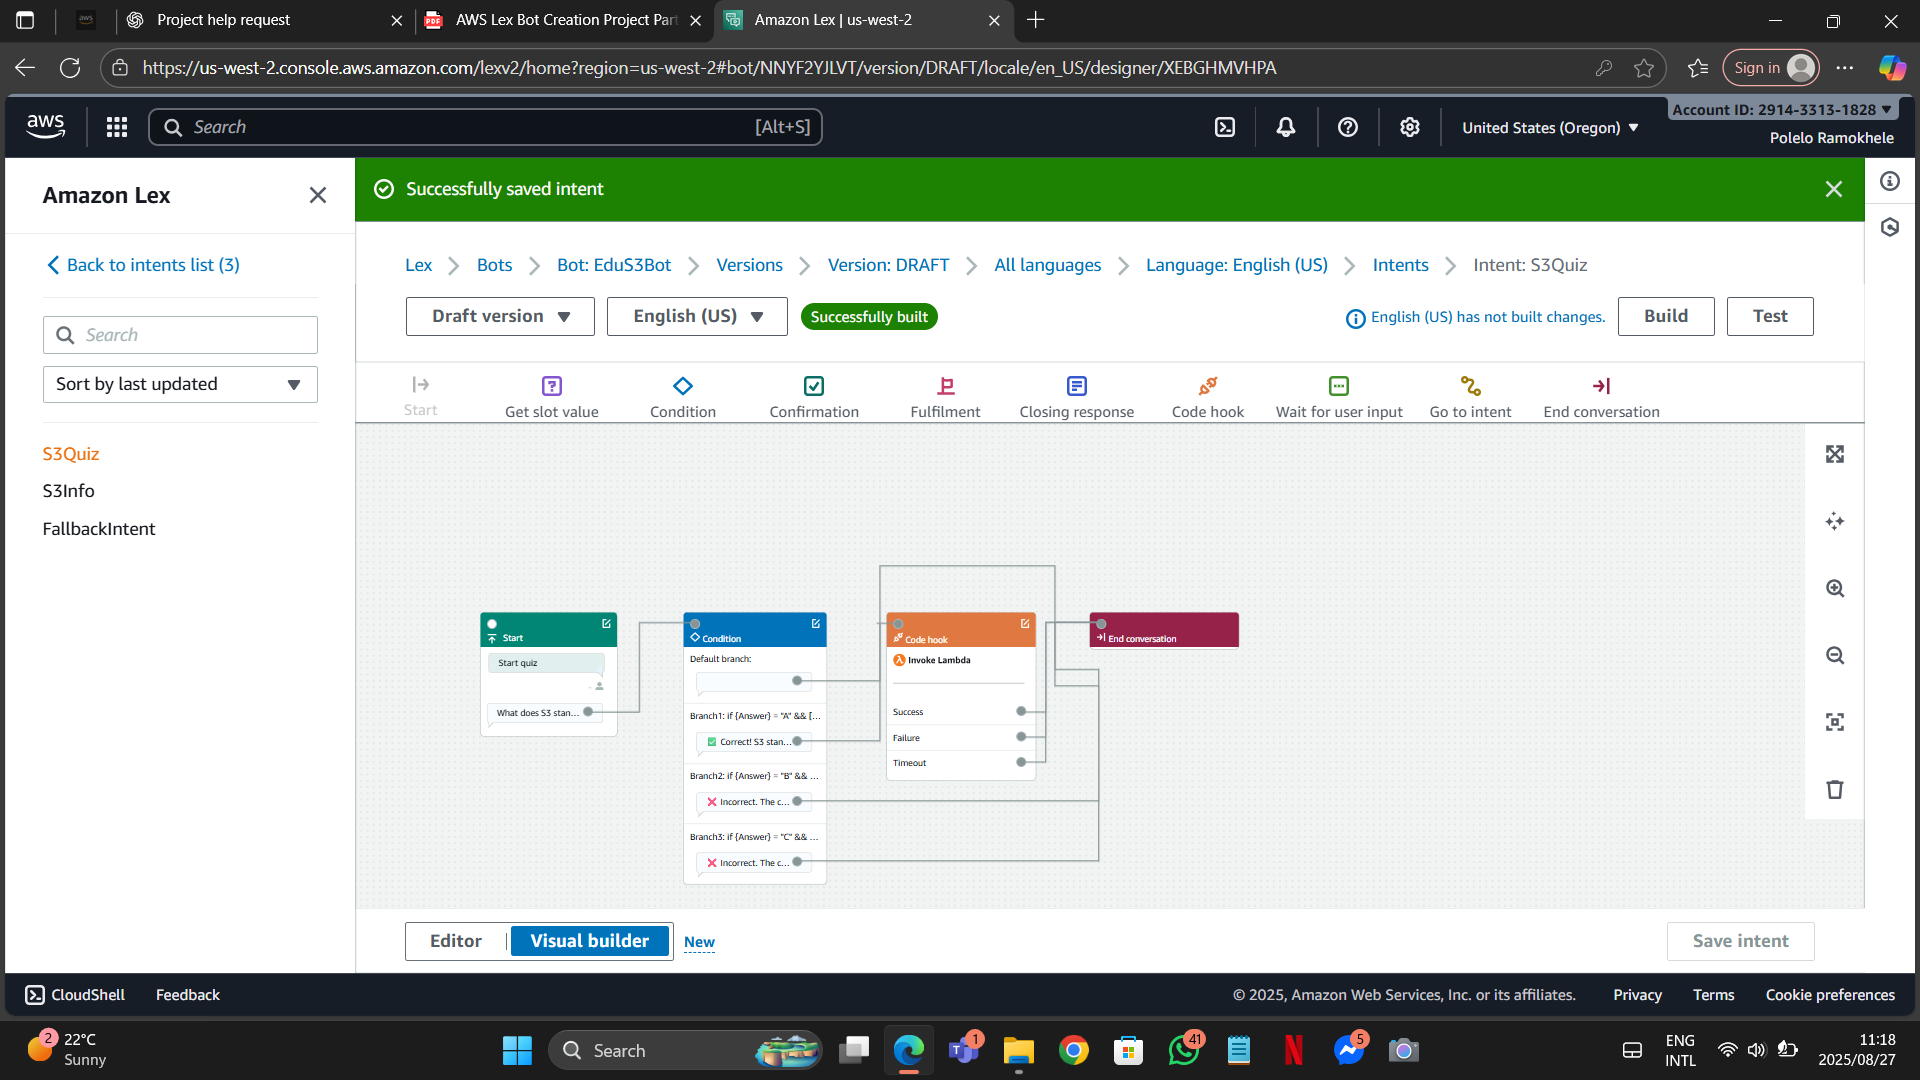 Project help request
AWS Lex Bot Creation Project Part
Amazon Lex | us-west-2
https://us-west-2.console.aws.amazon.com/lexv2/home?region=us-west-2#bot/NNYF2YJLVT/version/DRAFT/locale/en_US/designer/XEBGHMVHPA
Sign in
aws
Search
[Alt+S]
United States (Oregon)
Account ID: 2914-3313-1828
Polelo Ramokhele
Amazon Lex
Successfully saved intent
Back to intents list (3)
Lex
Bots
Bot: EduS3Bot
Versions
Version: DRAFT
All languages
Language: English (US)
Intents
Intent: S3Quiz
Draft version
English (US)
Successfully built
English (US) has not built changes.
Build
Test
Search
Sort by last updated
S3Quiz
S3Info
FallbackIntent
Start
Get slot value
Condition
Confirmation
Fulfilment
Closing response
Code hook
Wait for user input
Go to intent
End conversation
Start
Start quiz
What does S3 stan...
Condition
Default branch:
Branch1: if {Answer} = "A" && [...
Correct! S3 stan...
Branch2: if {Answer} = "B" && ...
Incorrect. The c...
Branch3: if {Answer} = "C" && ...
Incorrect. The c...
Code hook
Invoke Lambda
Success
Failure
Timeout
End conversation
Editor
Visual builder
New
Save intent
CloudShell
Feedback
© 2025, Amazon Web Services, Inc. or its affiliates.
Privacy
Terms
Cookie preferences
2
22°C
Sunny
Search
1
41
5
ENG
INTL
11:18
2025/08/27